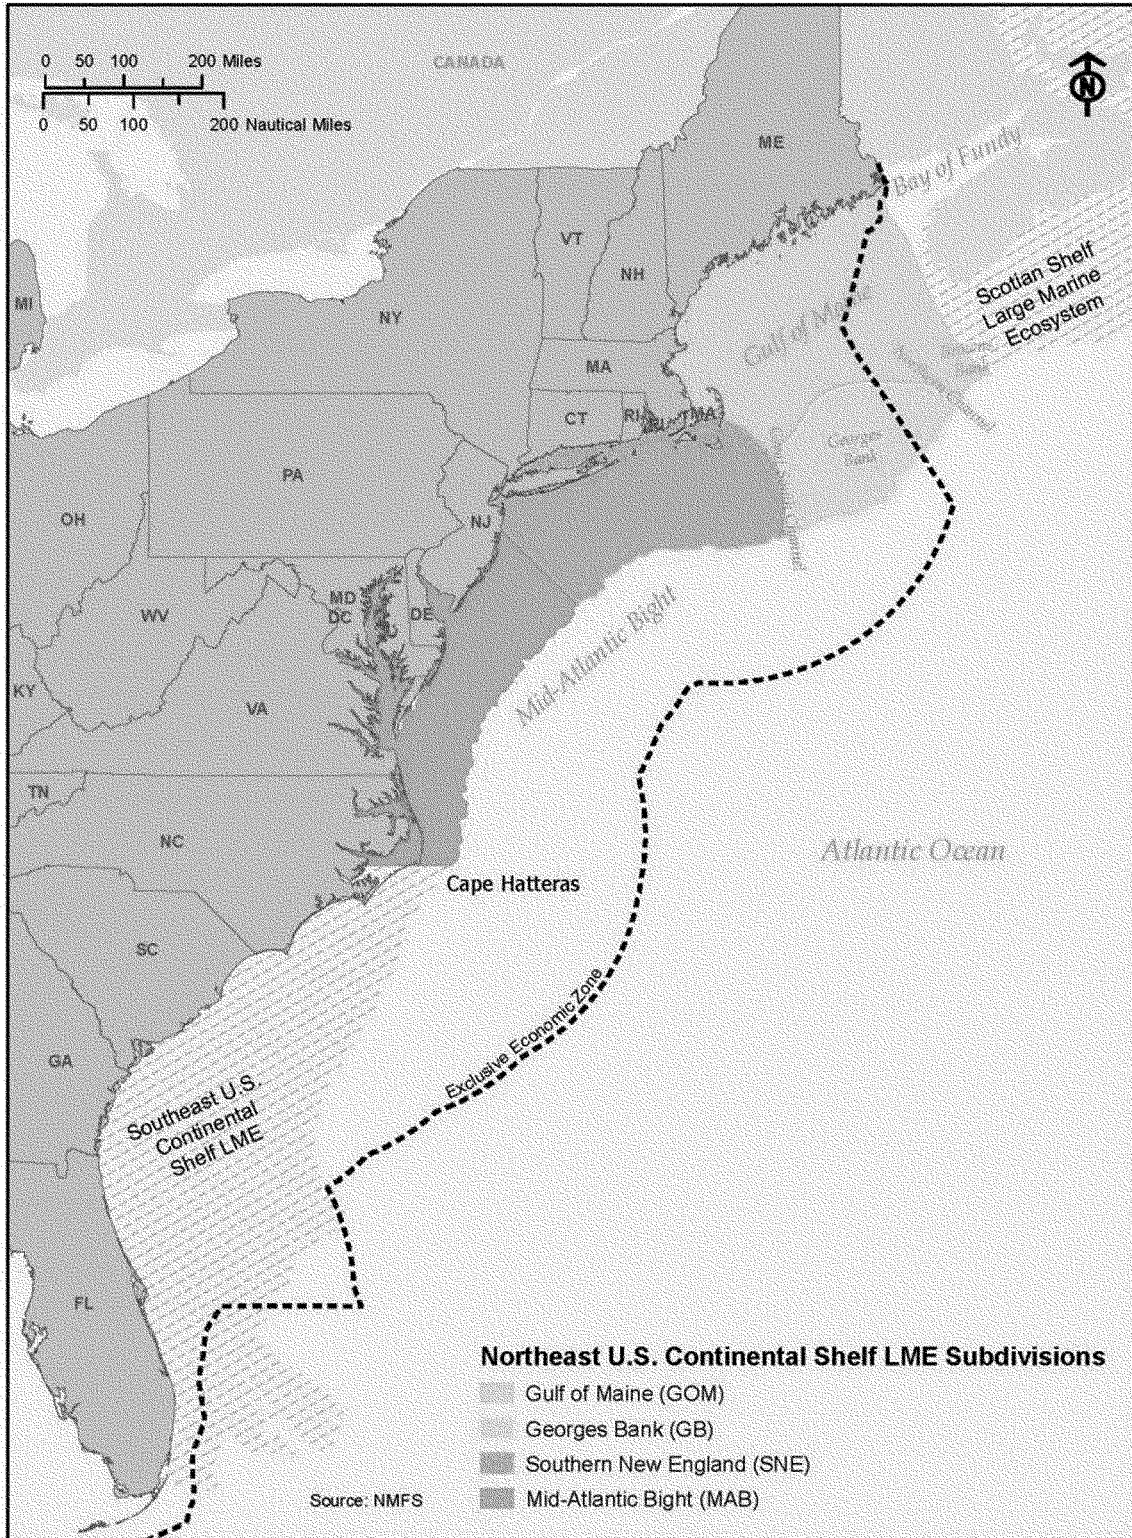 0 50 100 200 Miles
0 50 100 200 Nautical Miles
CANADA
N
ME
Bay of Fundy
VT
NH
MI
NY
Gulf of Maine
Scotian Shelf
Large Marine
Ecosystem
MA
CT
RI
MA
Georges
Bank
PA
NJ
OH
MD
DC
DE
WV
Mid-Atlantic Bight
KY
VA
TN
NC
Atlantic Ocean
Cape Hatteras
SC
Exclusive Economic Zone
GA
Southeast U.S.
Continental
Shelf LME
FL
Northeast U.S. Continental Shelf LME Subdivisions
Gulf of Maine (GOM)
Georges Bank (GB)
Southern New England (SNE)
Mid-Atlantic Bight (MAB)
Source: NMFS